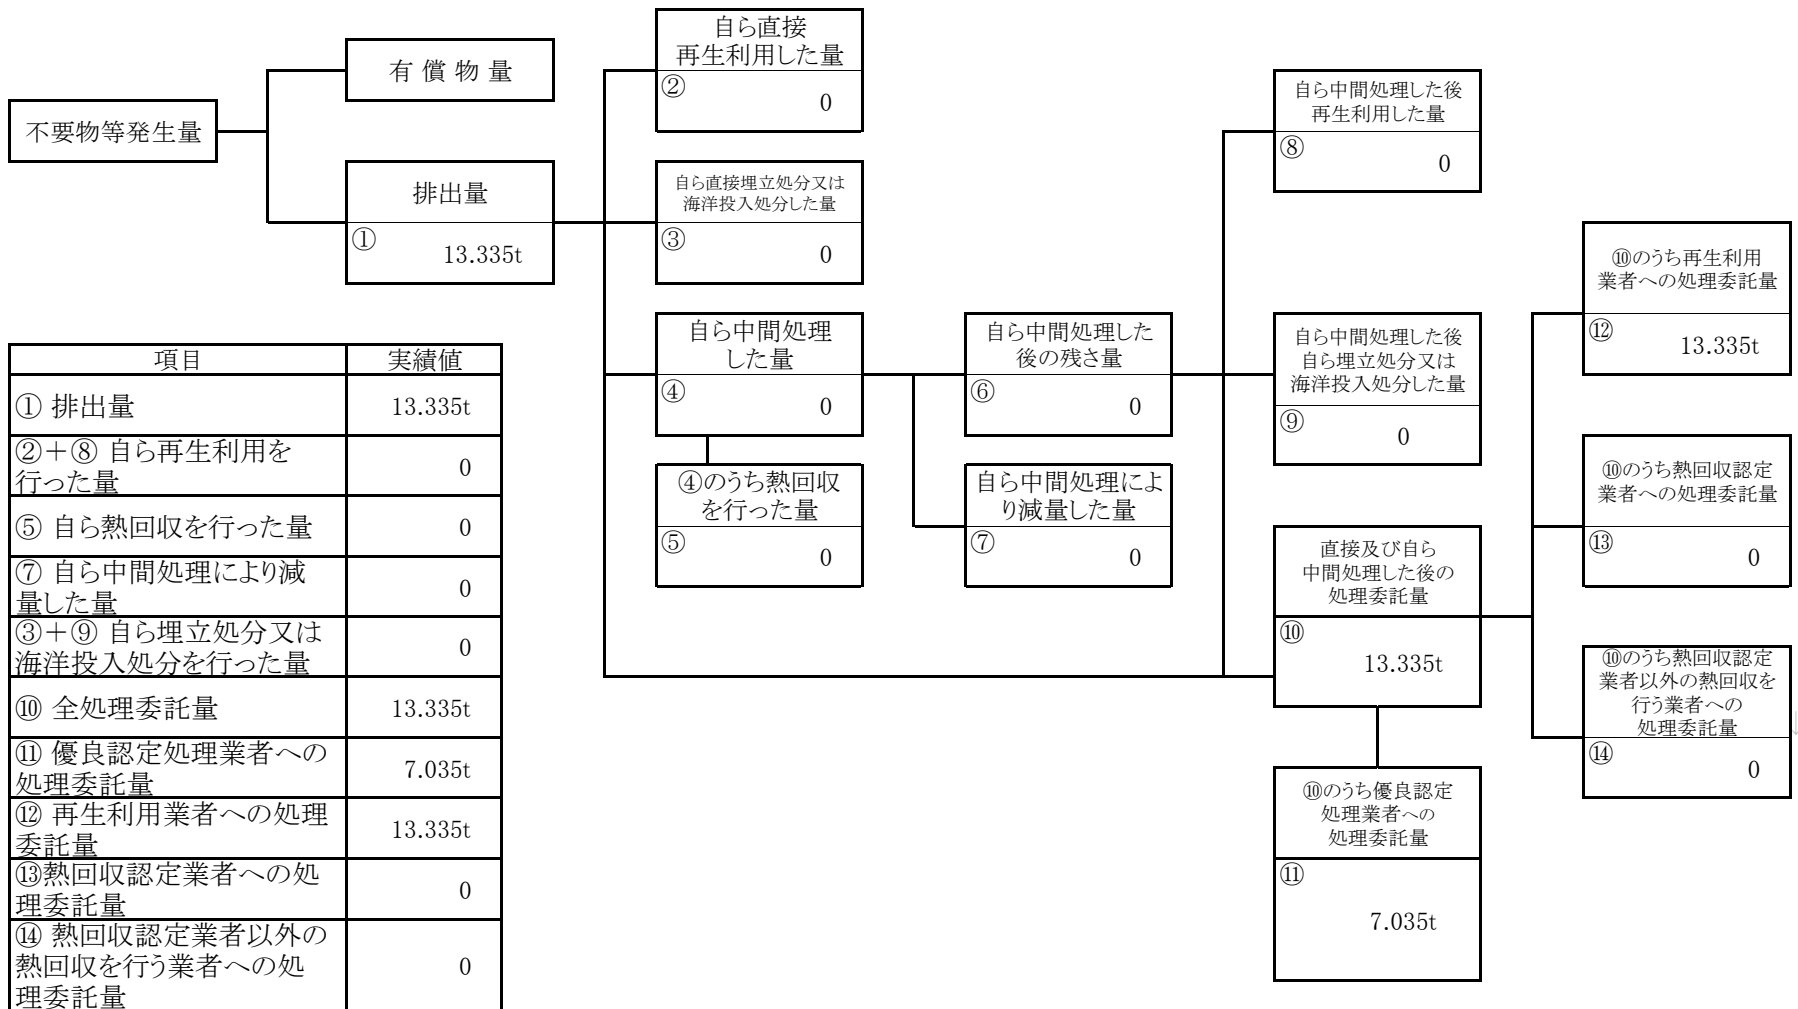 不要物等発生量
有償物量
排出量
①
13.335t
自ら直接
再生利用した量
②
0
自ら直接埋立処分又は
海洋投入処分した量
③
0
自ら中間処理
した量
④
0
④のうち熱回収
を行った量
⑤
0
自ら中間処理した
後の残さ量
⑥
0
自ら中間処理によ
り減量した量
⑦
0
自ら中間処理した後
再生利用した量
⑧
0
自ら中間処理した後
自ら埋立処分又は
海洋投入処分した量
⑨
0
直接及び自ら
中間処理した後の
処理委託量
⑩
13.335t
⑩のうち優良認定
処理業者への
処理委託量
⑪
7.035t
⑩のうち再生利用
業者への処理委託量
⑫
13.335t
⑩のうち熱回収認定
業者への処理委託量
⑬
0
⑩のうち熱回収認定
業者以外の熱回収を
行う業者への
処理委託量
⑭
0
項目 実績値
① 排出量 13.335t
②＋⑧ 自ら再生利用を
行った量 0
⑤ 自ら熱回収を行った量 0
⑦ 自ら中間処理により減
量した量 0
③＋⑨ 自ら埋立処分又は
海洋投入処分を行った量 0
⑩ 全処理委託量 13.335t
⑪ 優良認定処理業者への
処理委託量 7.035t
⑫ 再生利用業者への処理
委託量 13.335t
⑬熱回収認定業者への処
理委託量 0
⑭ 熱回収認定業者以外の
熱回収を行う業者への処
理委託量 0